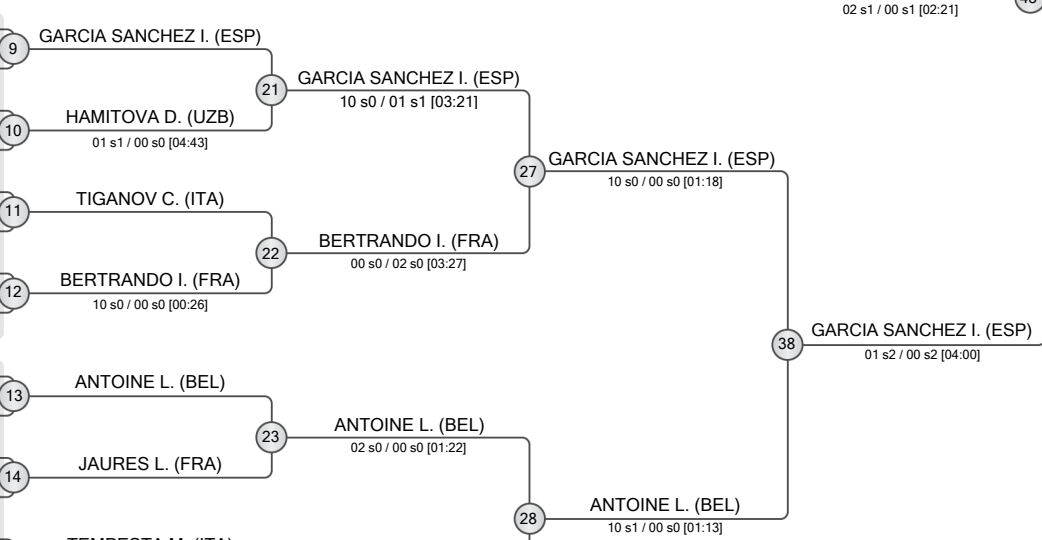 02 s1 / 00 s1 [02:21]
9
GARCIA SANCHEZ I. (ESP)
21
GARCIA SANCHEZ I. (ESP)
10 s0 / 01 s1 [03:21]
10
HAMITOVA D. (UZB)
01 s1 / 00 s0 [04:43]
27
GARCIA SANCHEZ I. (ESP)
10 s0 / 00 s0 [01:18]
11
TIGANOV C. (ITA)
22
BERTRANDO I. (FRA)
00 s0 / 02 s0 [03:27]
12
BERTRANDO I. (FRA)
10 s0 / 00 s0 [00:26]
38
GARCIA SANCHEZ I. (ESP)
01 s2 / 00 s2 [04:00]
13
ANTOINE L. (BEL)
23
ANTOINE L. (BEL)
02 s0 / 00 s0 [01:22]
14
JAURES L. (FRA)
28
ANTOINE L. (BEL)
10 s1 / 00 s0 [01:13]